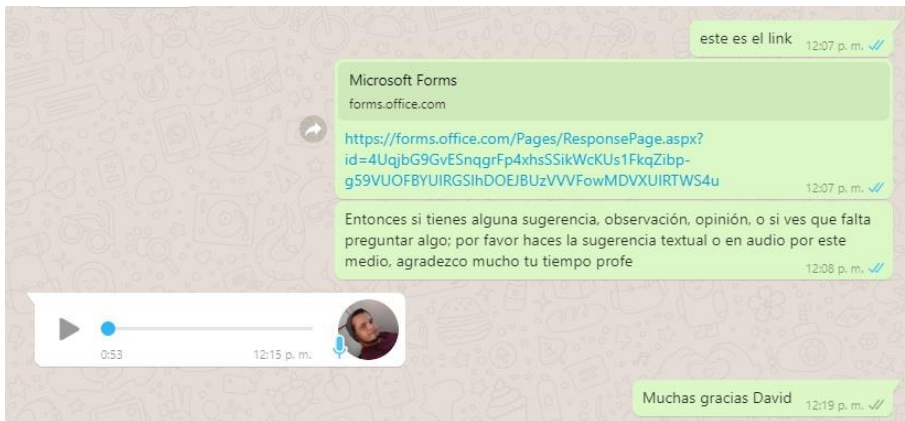 este es el link 12:07 p. m.
Microsoft Forms
forms.office.com
https://forms.office.com/Pages/ResponsePage.aspx?
id=4UqjbG9GvESnqgrFp4xhsSSikWcKUs1FkqZibp-
g59VUOFBYUlRGSlhDOEJBUzVVVFowMDVXUlRTWS4u
12:07 p. m.
Entonces si tienes alguna sugerencia, observación, opinión, o si ves que falta
preguntar algo; por favor haces la sugerencia textual o en audio por este
medio, agradezco mucho tu tiempo profe
12:08 p. m.
0:53 12:15 p. m.
Muchas gracias David 12:19 p. m.